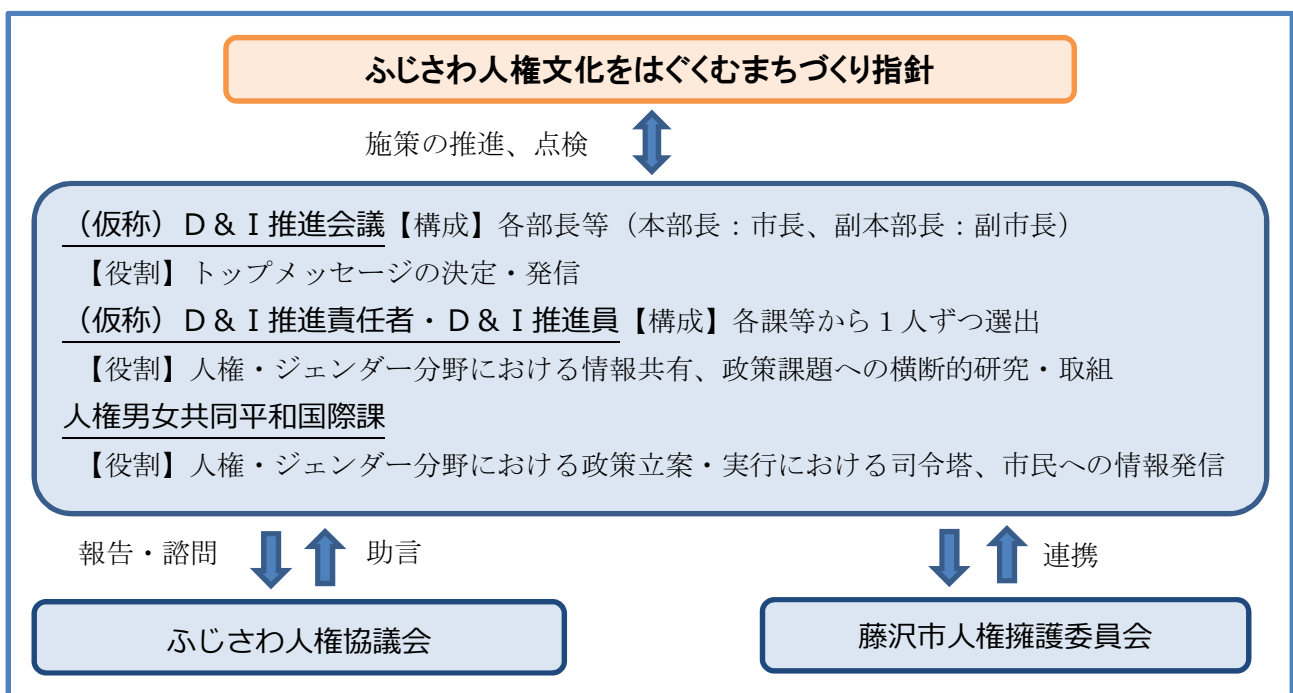 ふじさわ人権文化をはぐくむまちづくり指針
施策の推進、点検
（仮称）Ｄ＆Ｉ推進会議【構成】各部長等（本部長：市長、副本部長：副市長）
【役割】トップメッセージの決定・発信
（仮称）Ｄ＆Ｉ推進責任者・Ｄ＆Ｉ推進員【構成】各課等から１人ずつ選出
【役割】人権・ジェンダー分野における情報共有、政策課題への横断的研究・取組
人権男女共同平和国際課
【役割】人権・ジェンダー分野における政策立案・実行における司令塔、市民への情報発信
報告・諮問 助言 連携
ふじさわ人権協議会 藤沢市人権擁護委員会